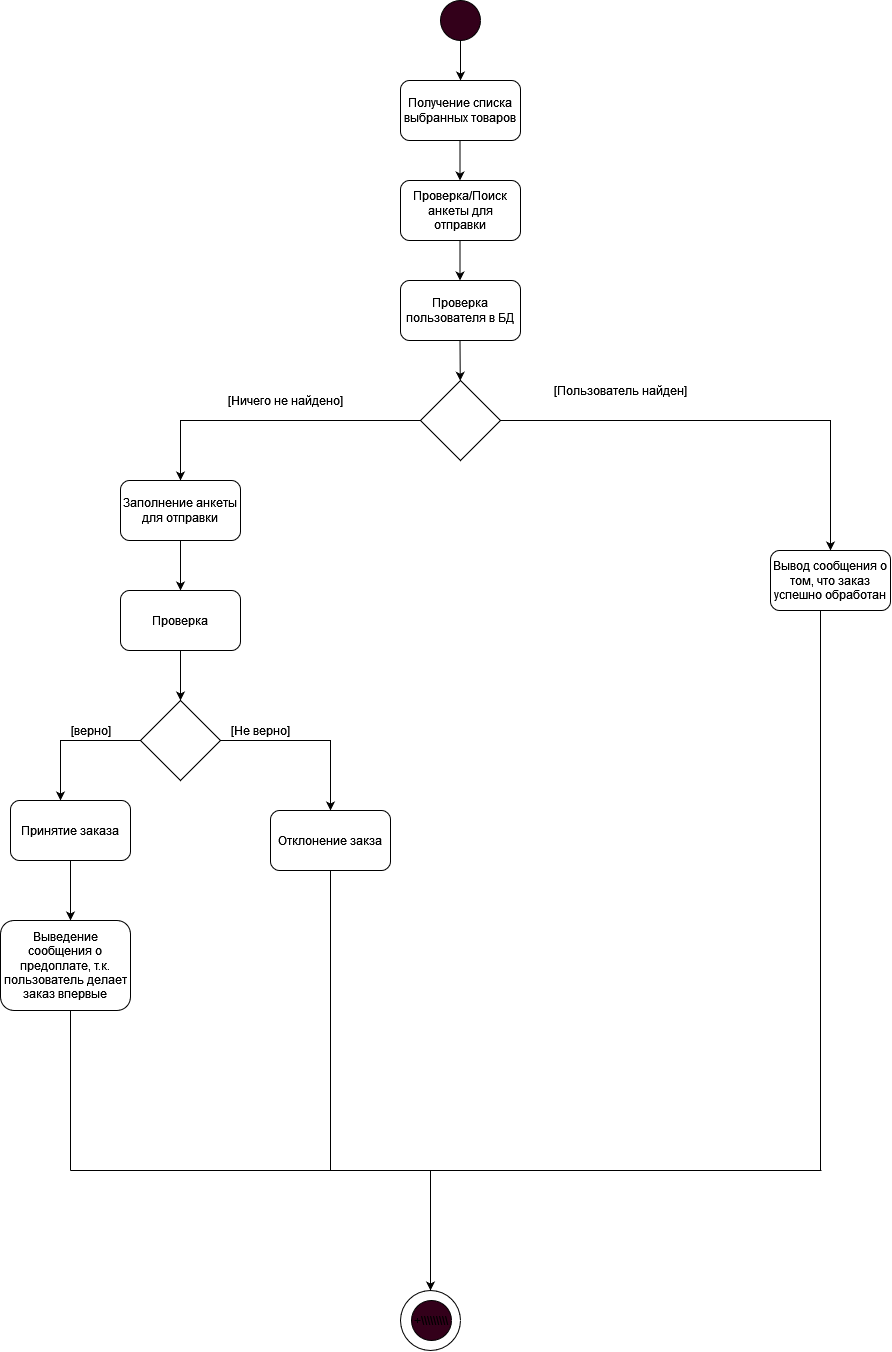 Получение списка
выбранных товаров
Проверка/Поиск
анкеты для
отправки
Проверка
пользователя в БД
[Ничего не найдено]
[Пользователь найден]
Заполнение анкеты
для отправки
Вывод сообщения о
том, что заказ
успешно обработан
Проверка
[верно]
[Не верно]
Принятие заказа
Отклонение закза
Выведение
сообщения о
предоплате, т.к.
пользователь делает
заказ впервые